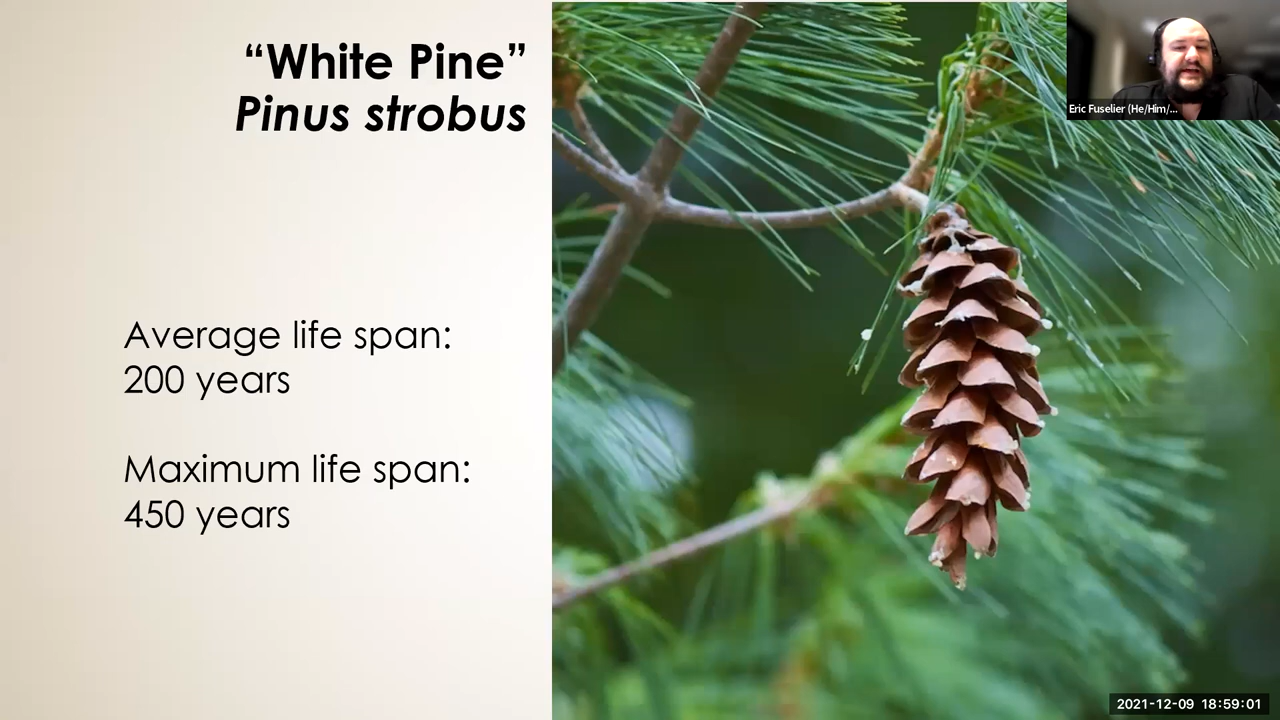 “White Pine”
Pinus strobus
Average life span:
200 years
Maximum life span:
450 years
Eric Fuselier (He/Him/...
2021-12-09 18:59:01